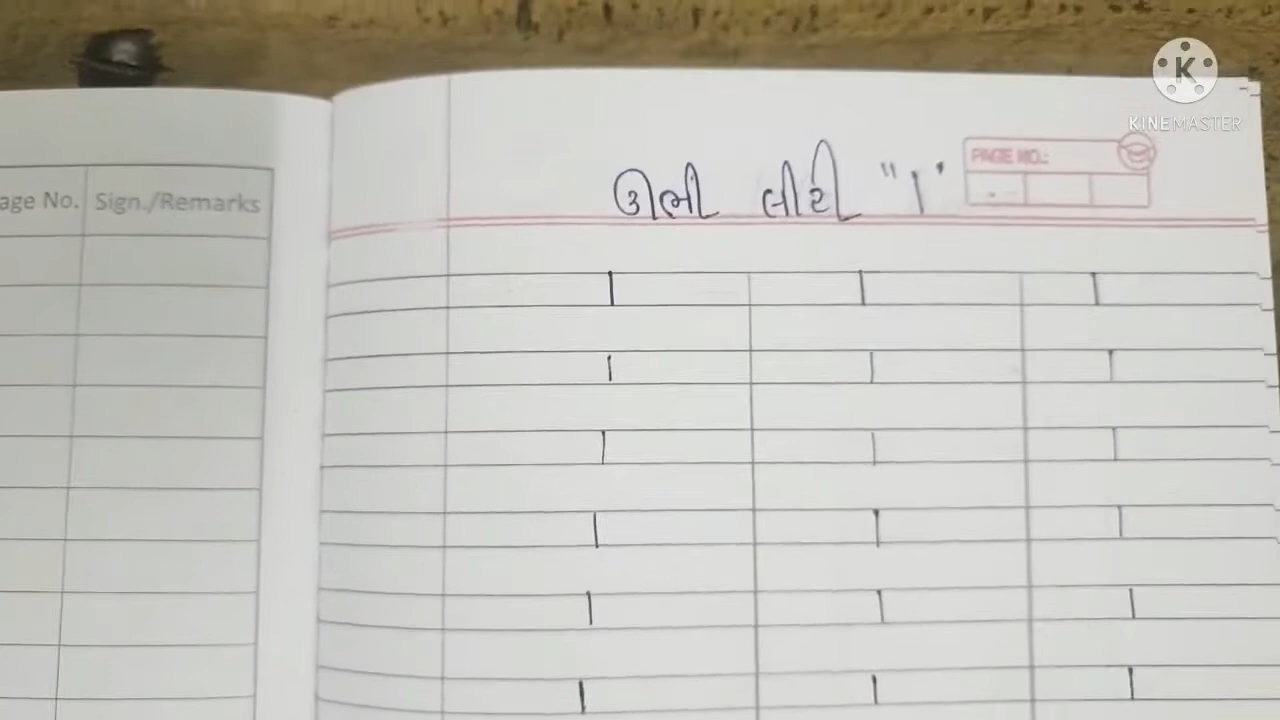 KINEMASTER
ઊભી લીટી "|"
PAGE NO.:
age No. Sign./Remarks